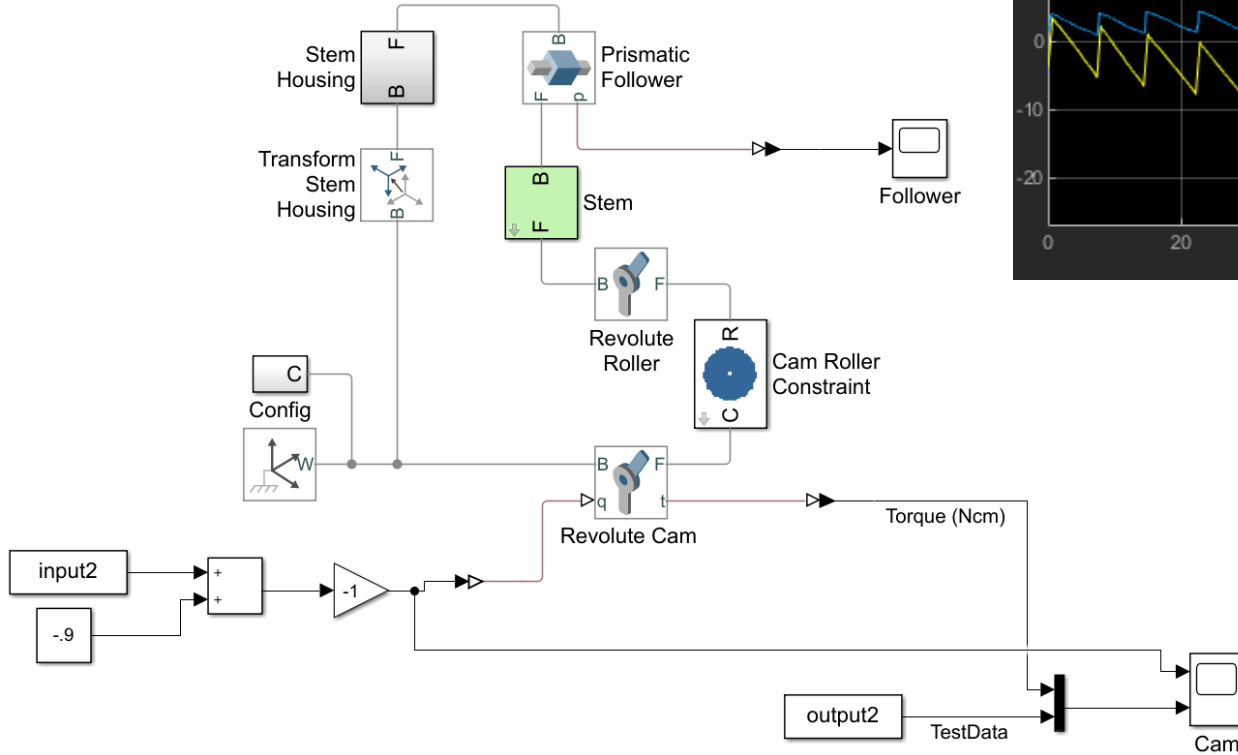 F
Stem
Housing
B
B
Prismatic
Follower
F
p
0
-10
-20
0
20
Transform
Stem
Housing
F
B
B
Stem
F
Follower
B
F
Revolute
Roller
R
Cam Roller
Constraint
C
C
Config
W
B
F
q
t
Revolute Cam
Torque (Ncm)
input2
+
+
-1
-.9
output2
TestData
Cam